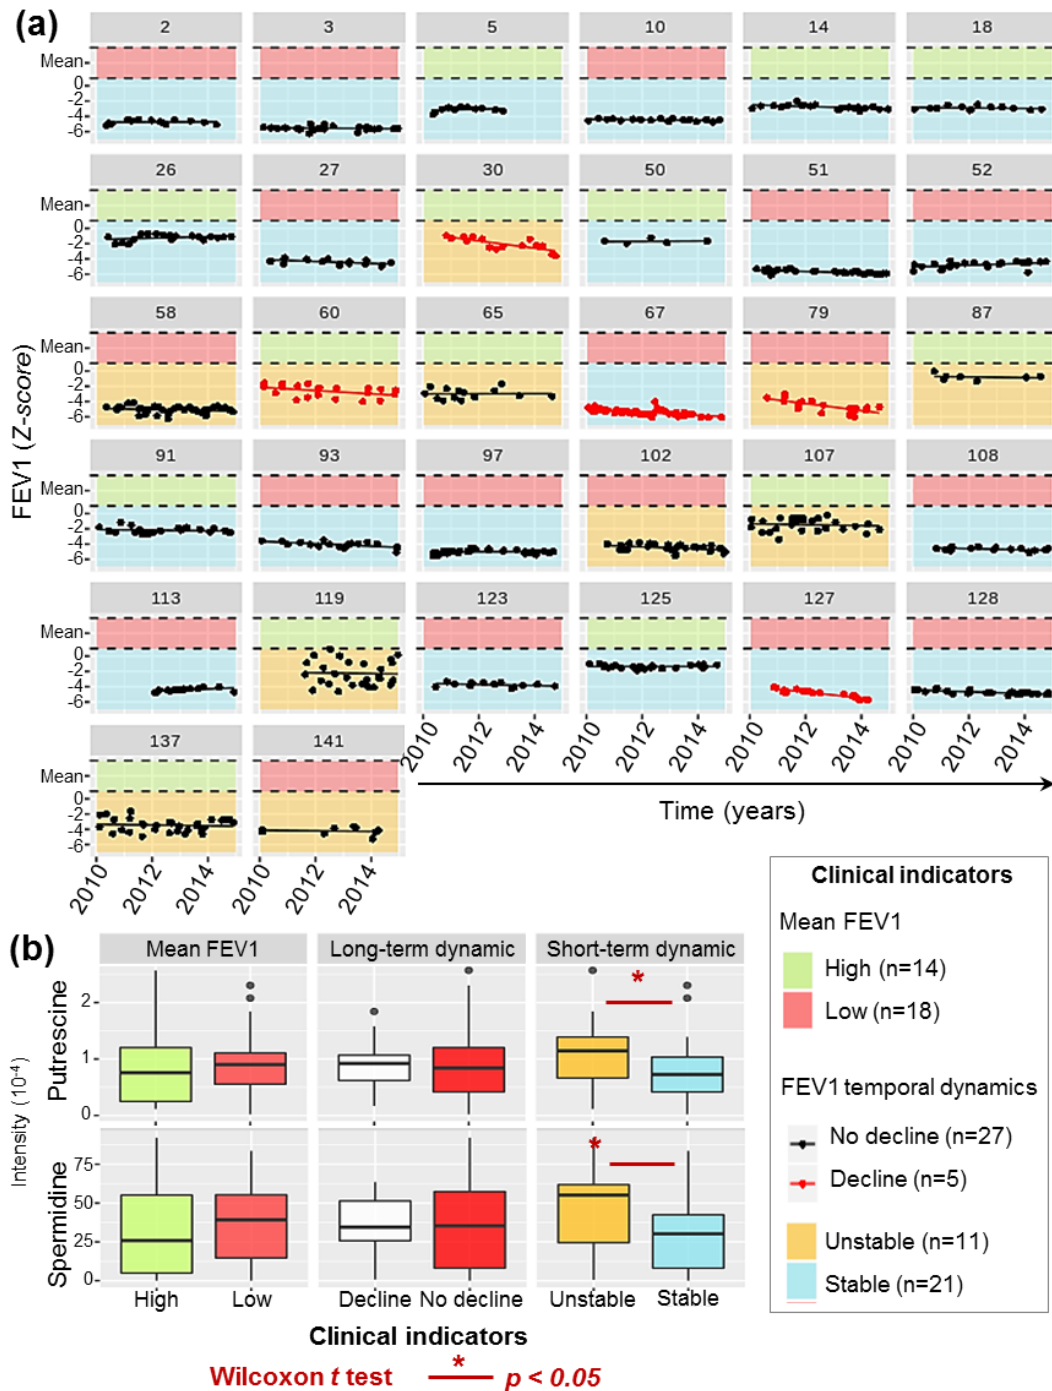 (a)
2 3 5 10 14 18
Mean
0
-2
-4
-6
26 27 30 50 51 52
Mean
0
-2
-4
-6
58 60 65 67 79 87
Mean
0
-2
-4
-6
91 93 97 102 107 108
Mean
0
-2
-4
-6
113 119 123 125 127 128
Mean
0
-2
-4
-6
2010 2012 2014 2010 2012 2014 2010 2012 2014 2010 2012 2014
137 141
Mean
0
-2
-4
-6
2010 2012 2014 2010 2012 2014
FEV1 (Z-score)
Time (years)
Clinical indicators
Mean FEV1
High (n=14)
Low (n=18)
FEV1 temporal dynamics
No decline (n=27)
Decline (n=5)
Unstable (n=11)
Stable (n=21)
(b)
Mean FEV1 Long-term dynamic Short-term dynamic
Intensity (10⁻⁴)
Putrescine
2
1
0
*
Spermidine
75
50
25
0
*
High Low Decline No decline Unstable Stable
Clinical indicators
Wilcoxon t test * p < 0.05